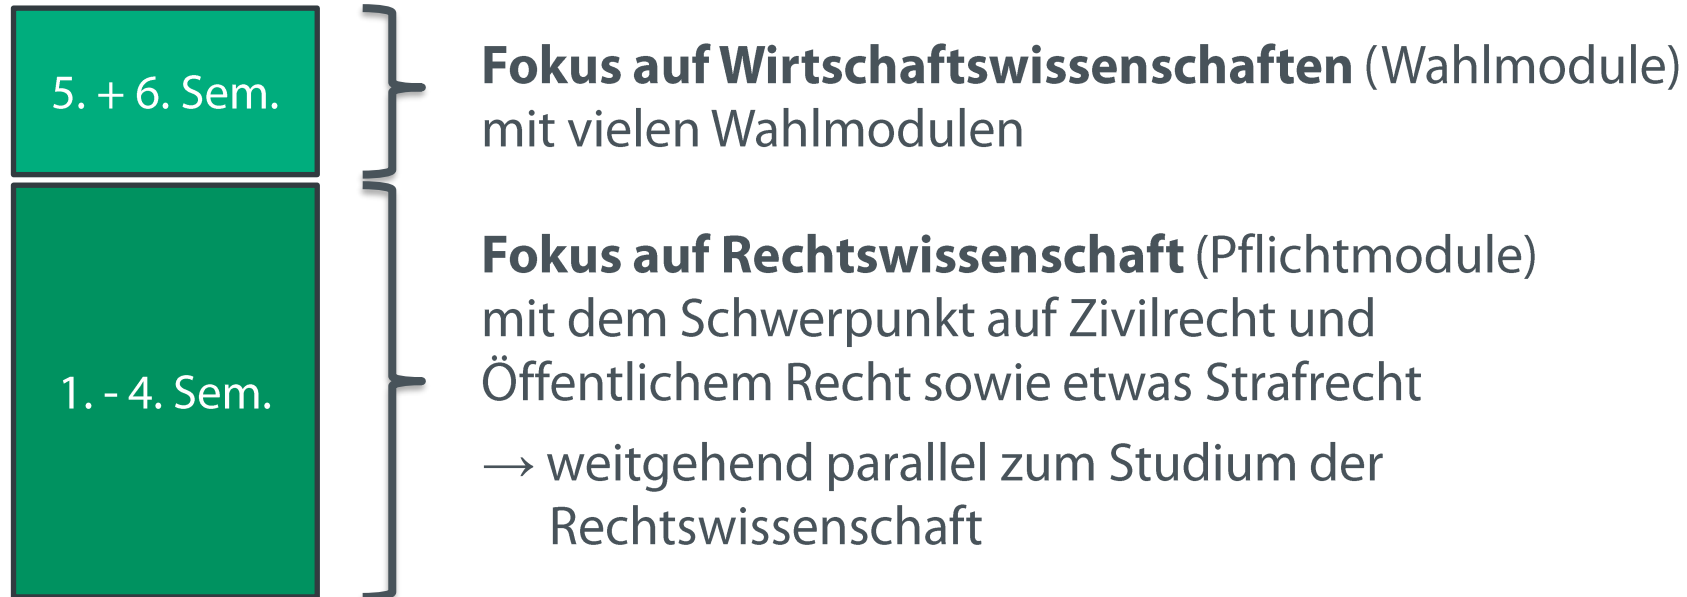 5. + 6. Sem.
Fokus auf Wirtschaftswissenschaften (Wahlmodule)
mit vielen Wahlmodulen
1. - 4. Sem.
Fokus auf Rechtswissenschaft (Pflichtmodule)
mit dem Schwerpunkt auf Zivilrecht und
Öffentlichem Recht sowie etwas Strafrecht
→ weitgehend parallel zum Studium der
Rechtswissenschaft